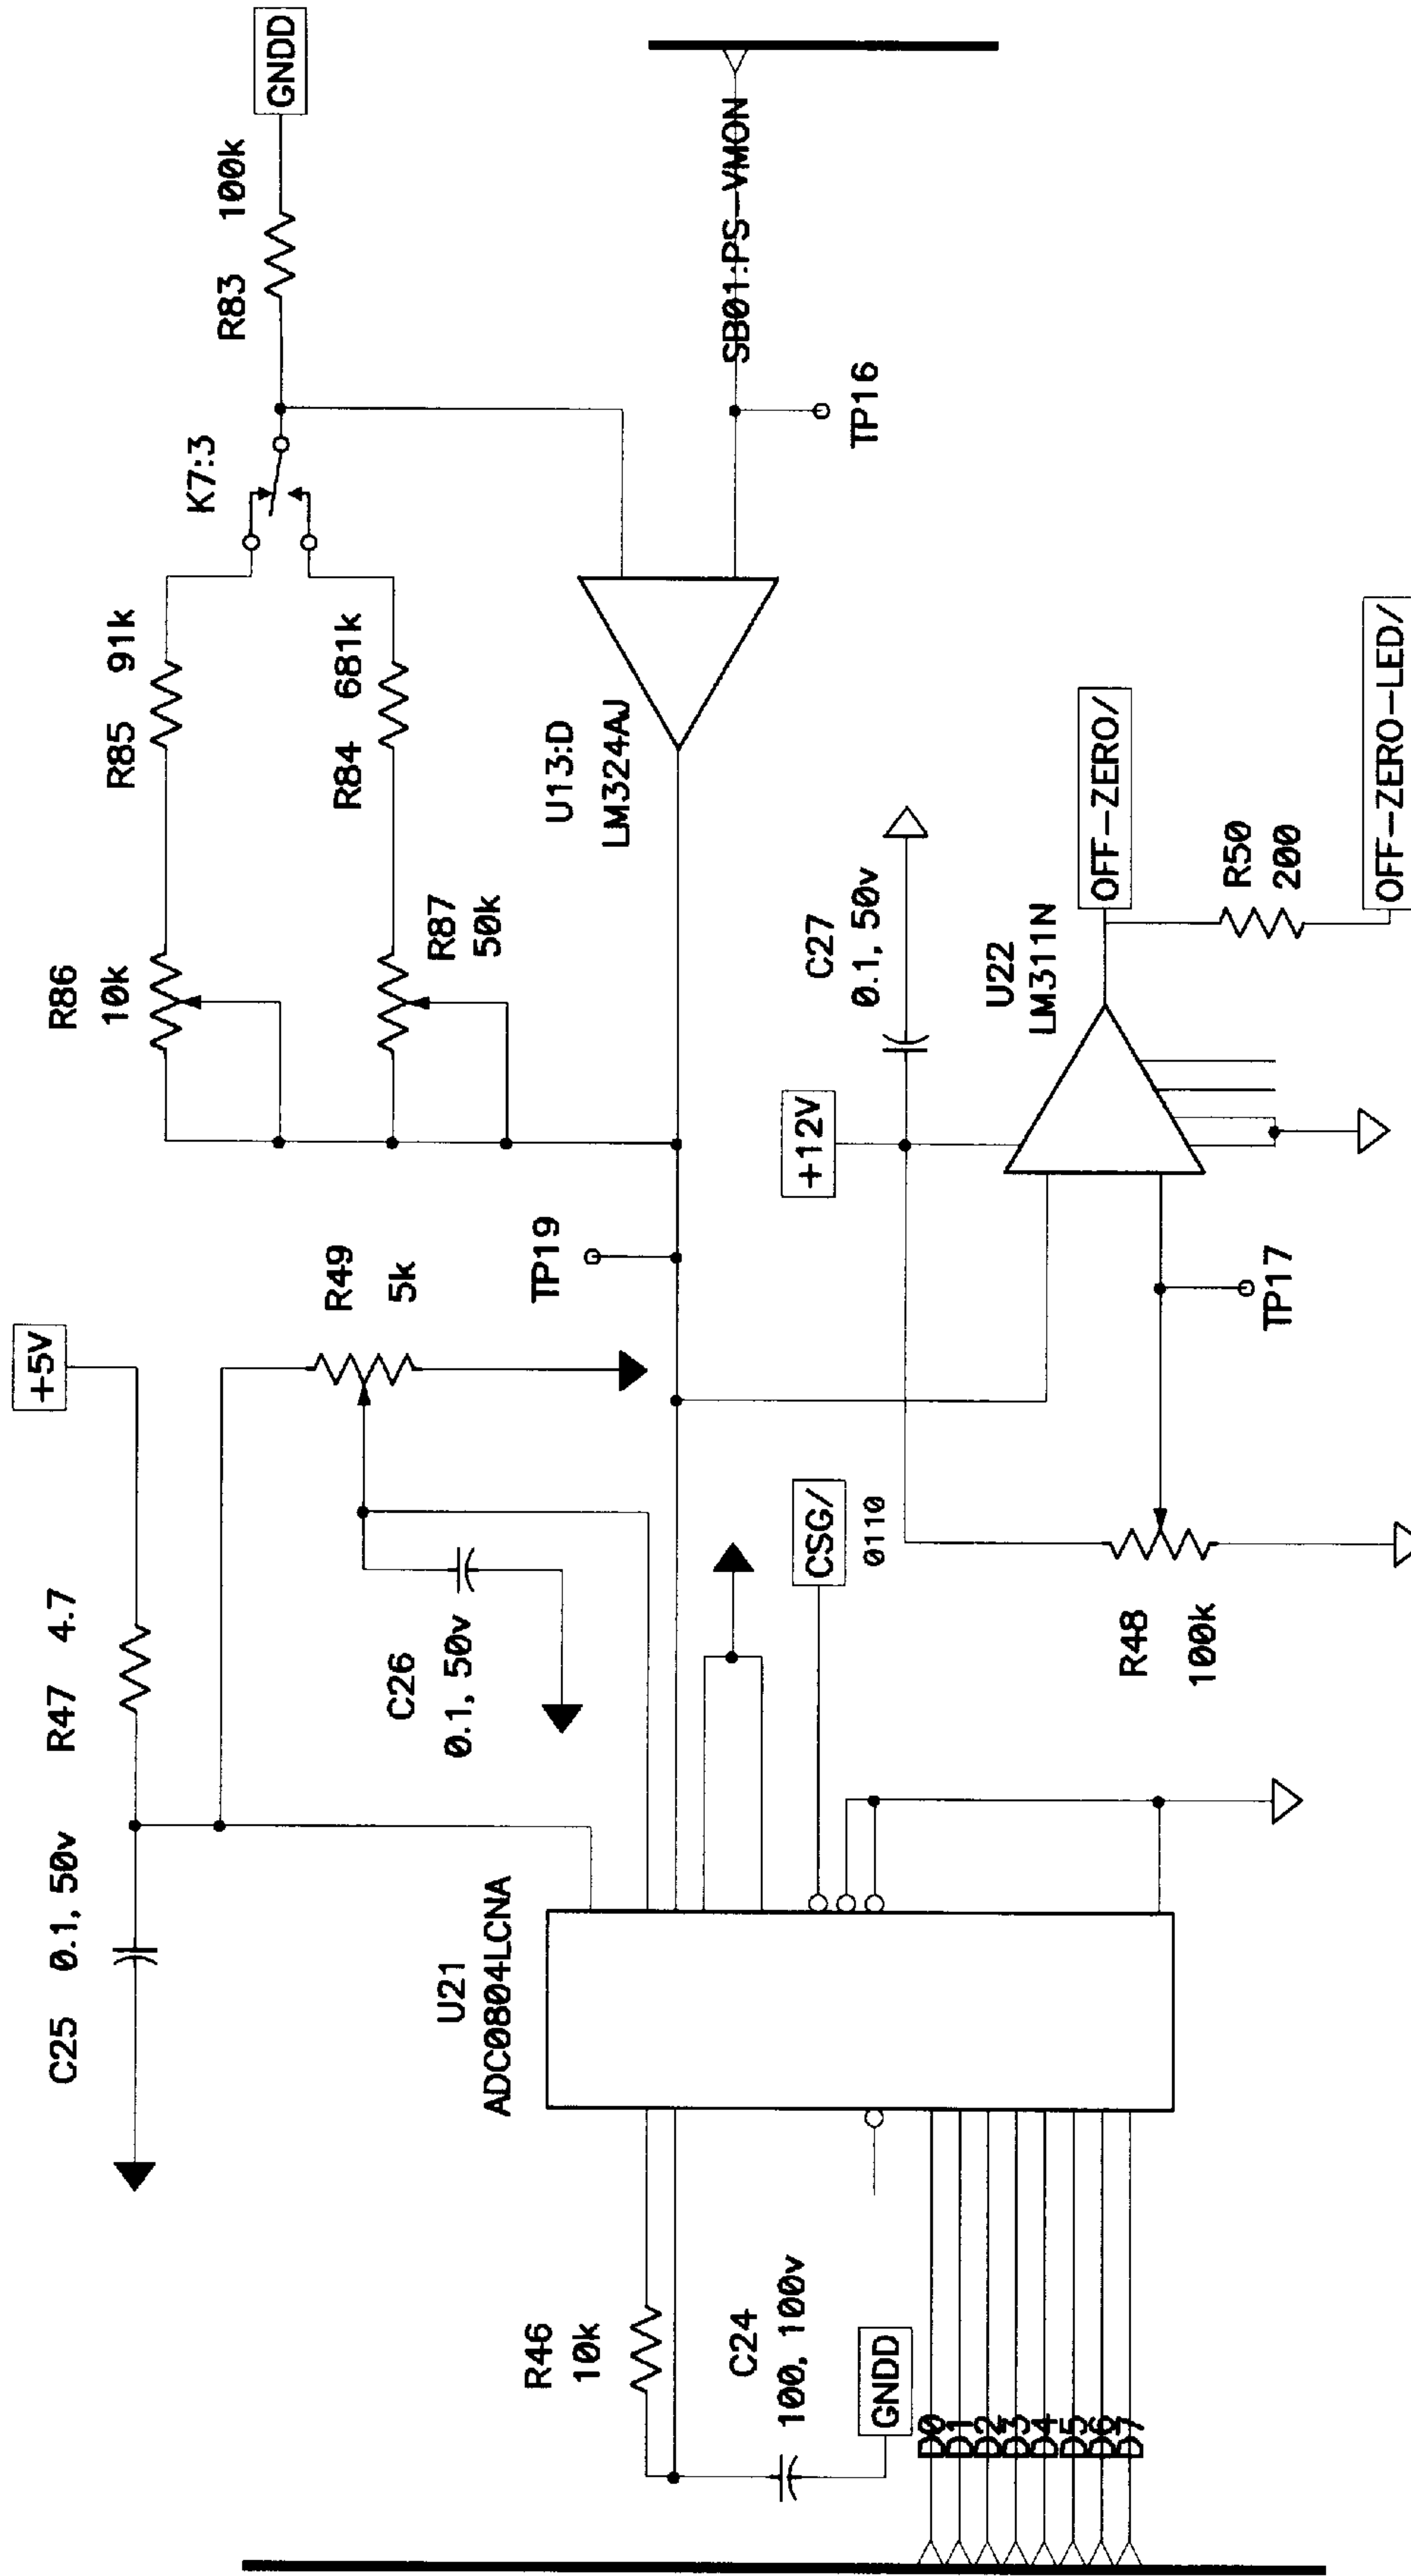 GNDD
R83 100k
K7:3
R85 91k
R84 681k
R86
10k
R87
50k
U13:D
LM324AJ
SB01:PS-VMON
TP16
+5V
R49
5k
TP19
R47 4.7
C25 0.1, 50v
C26
0.1, 50v
+12V
C27
0.1, 50v
U22
LM311N
OFF-ZERO/
R50
200
OFF-ZERO-LED/
TP17
CSG/
0110
R48
100k
U21
ADC0804LCNA
R46
10k
C24
100, 100v
GNDD
D0
D1
D2
D3
D4
D5
D6
D7